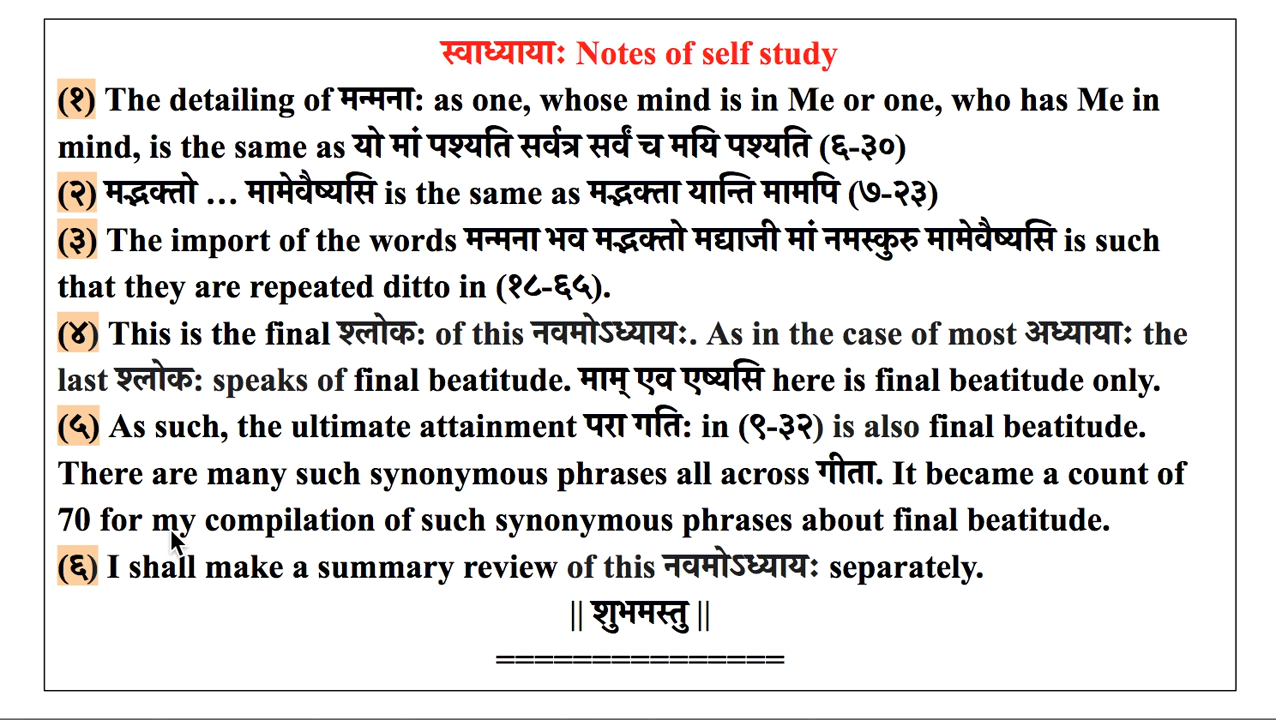 स्वाध्यायाः Notes of self study
(१) The detailing of मन्मना: as one, whose mind is in Me or one, who has Me in
mind, is the same as यो मां पश्यति सर्वत्र सर्वं च मयि पश्यति (६-३०)
(२) मद्भक्तो ... मामेवैष्यसि is the same as मद्भक्ता यान्ति मामपि (७-२३)
(३) The import of the words मन्मना भव मद्भक्तो मद्याजी मां नमस्कुरु मामेवैष्यसि is such
that they are repeated ditto in (१८-६५).
(४) This is the final श्लोक: of this नवमोऽध्यायः. As in the case of most अध्यायाः the
last श्लोक: speaks of final beatitude. माम् एव एष्यसि here is final beatitude only.
(५) As such, the ultimate attainment परा गति: in (९-३२) is also final beatitude.
There are many such synonymous phrases all across गीता. It became a count of
70 for my compilation of such synonymous phrases about final beatitude.
(६) I shall make a summary review of this नवमोऽध्यायः separately.
|| शुभमस्तु ||
===============